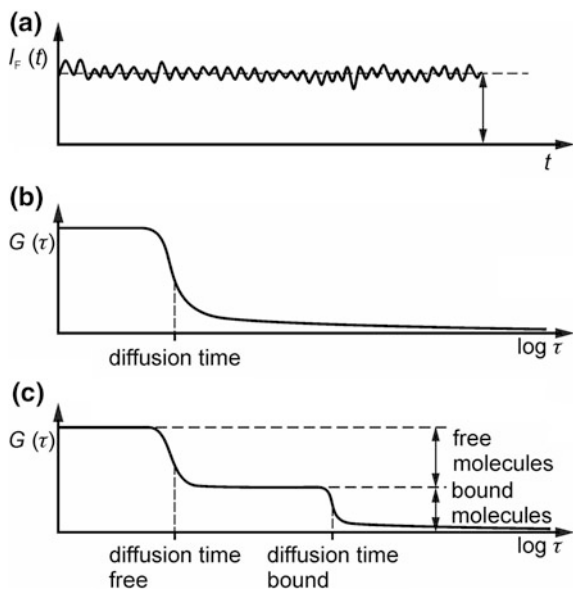 (a)
I_F (t)
t
(b)
G (τ)
log τ
diffusion time
(c)
G (τ)
free
molecules
bound
molecules
log τ
diffusion time
free
diffusion time
bound